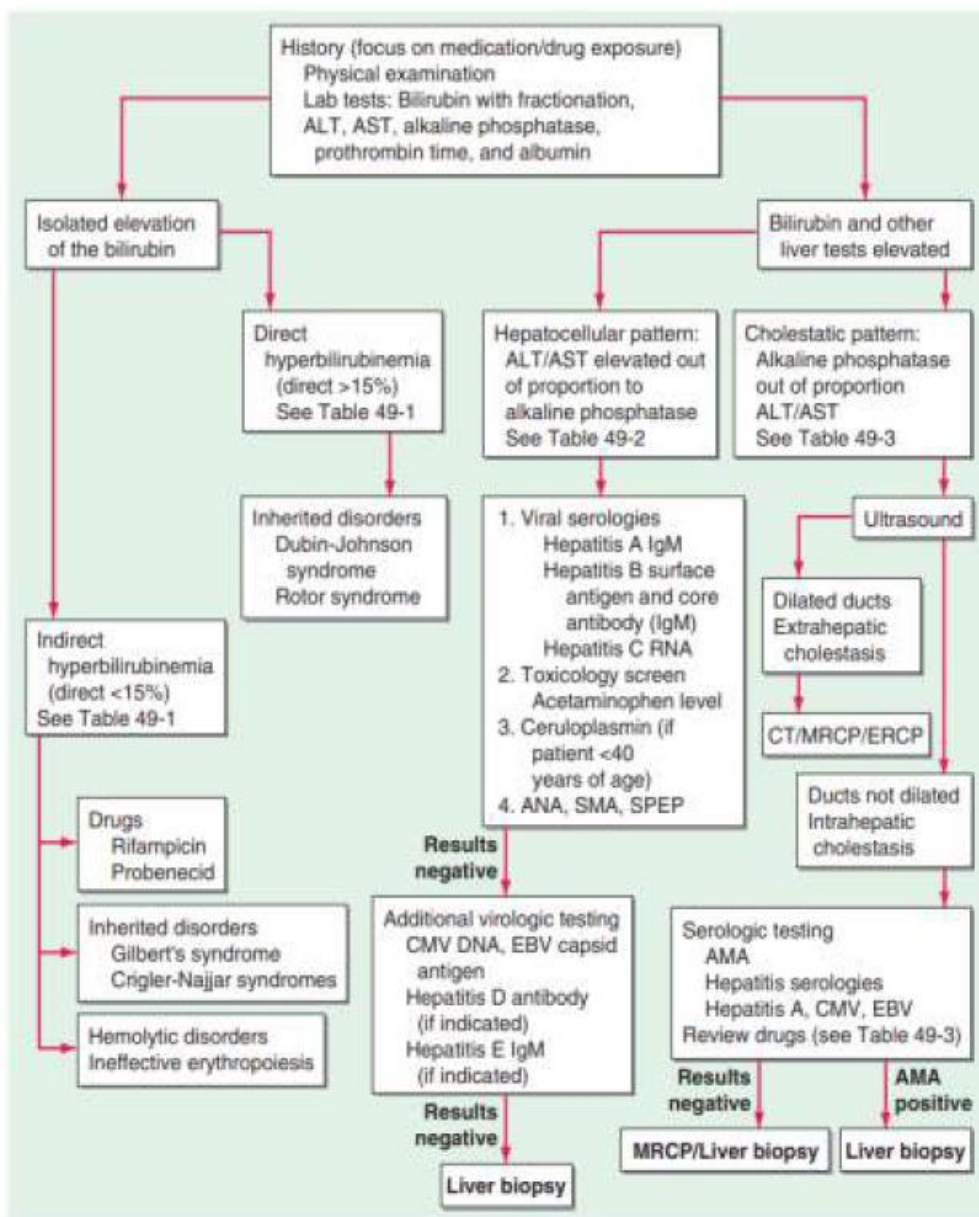 History (focus on medication/drug exposure)
Physical examination
Lab tests: Bilirubin with fractionation,
ALT, AST, alkaline phosphatase,
prothrombin time, and albumin
Isolated elevation
of the bilirubin
Bilirubin and other
liver tests elevated
Direct
hyperbilirubinemia
(direct >15%)
See Table 49-1
Hepatocellular pattern:
ALT/AST elevated out
of proportion to
alkaline phosphatase
See Table 49-2
Cholestatic pattern:
Alkaline phosphatase
out of proportion
ALT/AST
See Table 49-3
Inherited disorders
Dubin-Johnson
syndrome
Rotor syndrome
1. Viral serologies
Hepatitis A IgM
Hepatitis B surface
antigen and core
antibody (IgM)
Hepatitis C RNA
2. Toxicology screen
Acetaminophen level
3. Ceruloplasmin (if
patient <40
years of age)
4. ANA, SMA, SPEP
Ultrasound
Dilated ducts
Extrahepatic
cholestasis
CT/MRCP/ERCP
Indirect
hyperbilirubinemia
(direct <15%)
See Table 49-1
Ducts not dilated
Intrahepatic
cholestasis
Drugs
Rifampicin
Probenecid
Inherited disorders
Gilbert's syndrome
Crigler-Najjar syndromes
Hemolytic disorders
Ineffective erythropoiesis
Results
negative
Additional virologic testing
CMV DNA, EBV capsid
antigen
Hepatitis D antibody
(if indicated)
Hepatitis E IgM
(if indicated)
Results
negative
Liver biopsy
Serologic testing
AMA
Hepatitis serologies
Hepatitis A, CMV, EBV
Review drugs (see Table 49-3)
Results
negative
AMA
positive
MRCP/Liver biopsy
Liver biopsy